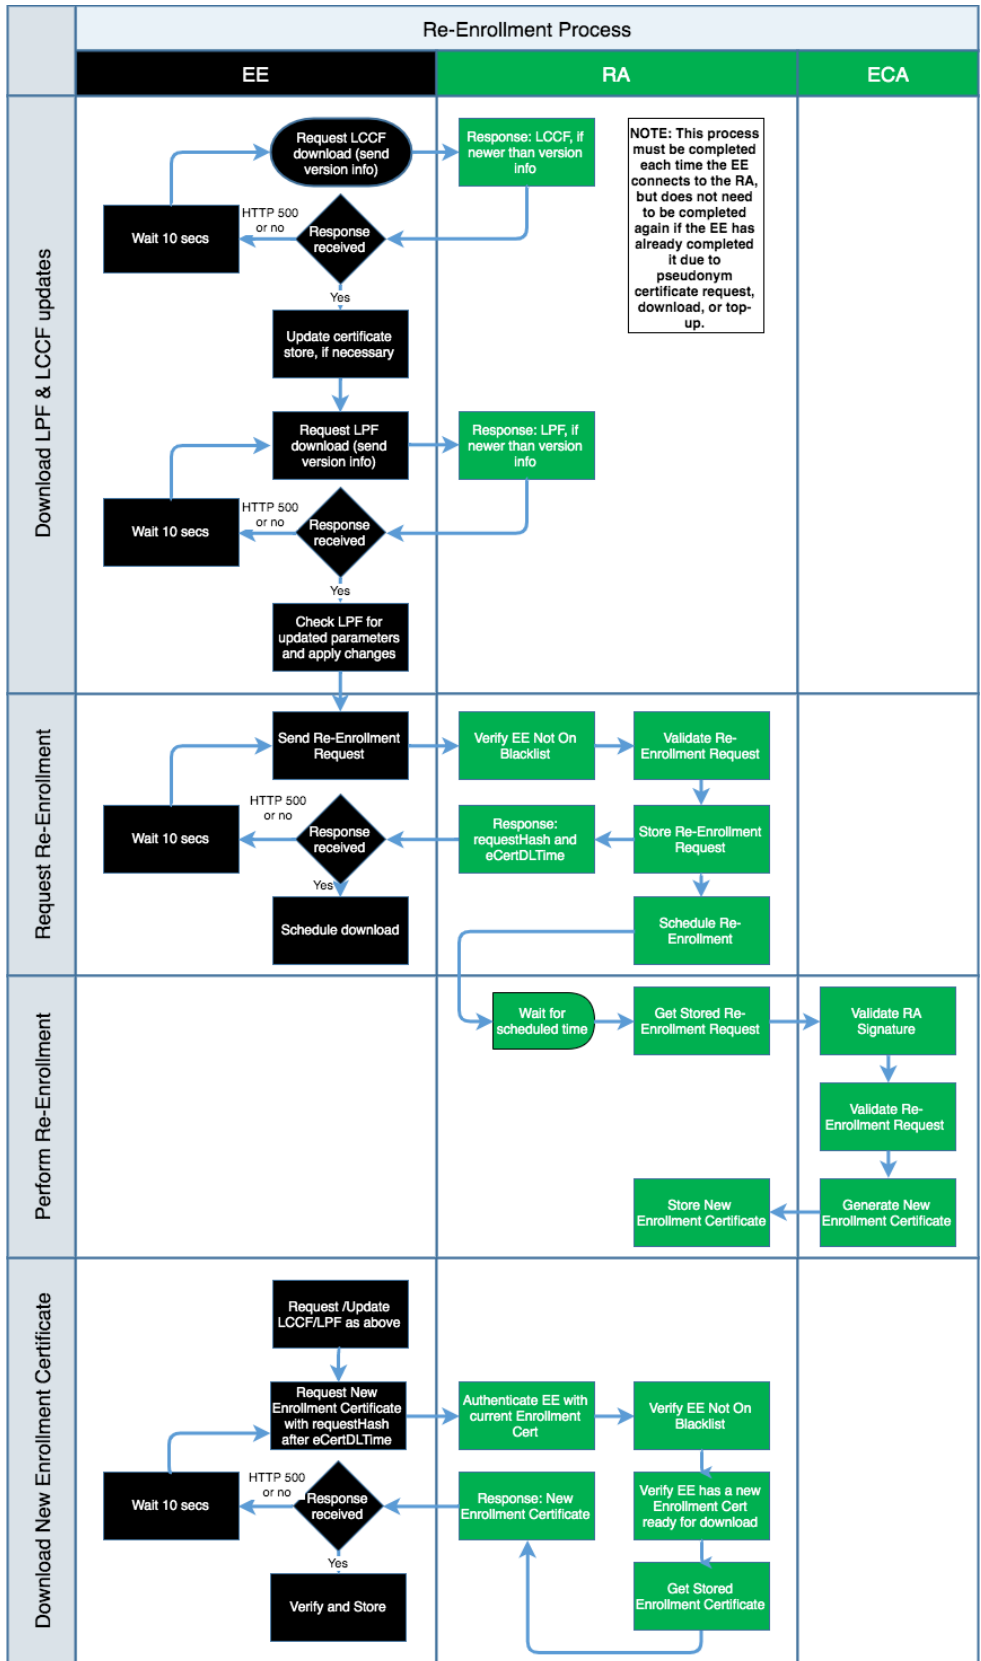 Re-Enrollment Process
EE
RA
ECA
Download LPF & LCCF updates
Request LCCF
download (send
version info)
Response: LCCF, if
newer than version
info
NOTE: This process
must be completed
each time the EE
connects to the RA,
but does not need
to be completed
again if the EE has
already completed
it due to
pseudonym
certificate request,
download, or top-
up.
Wait 10 secs
HTTP 500
or no
Response
received
Yes
Update certificate
store, if necessary
Request LPF
download (send
version info)
Response: LPF, if
newer than version
info
Wait 10 secs
HTTP 500
or no
Response
received
Yes
Check LPF for
updated parameters
and apply changes
Request Re-Enrollment
Send Re-Enrollment
Request
Verify EE Not On
Blacklist
Validate Re-
Enrollment Request
Wait 10 secs
HTTP 500
or no
Response
received
Response:
requestHash and
eCertDLTime
Store Re-Enrollment
Request
Yes
Schedule download
Schedule Re-
Enrollment
Perform Re-Enrollment
Wait for
scheduled time
Get Stored Re-
Enrollment Request
Validate RA
Signature
Validate Re-
Enrollment Request
Store New
Enrollment Certificate
Generate New
Enrollment Certificate
Download New Enrollment Certificate
Request /Update
LCCF/LPF as above
Request New
Enrollment Certificate
with requestHash
after eCertDLTime
Authenticate EE with
current Enrollment
Cert
Verify EE Not On
Blacklist
Wait 10 secs
HTTP 500
or no
Response
received
Response: New
Enrollment Certificate
Verify EE has a new
Enrollment Cert
ready for download
Yes
Verify and Store
Get Stored
Enrollment Certificate